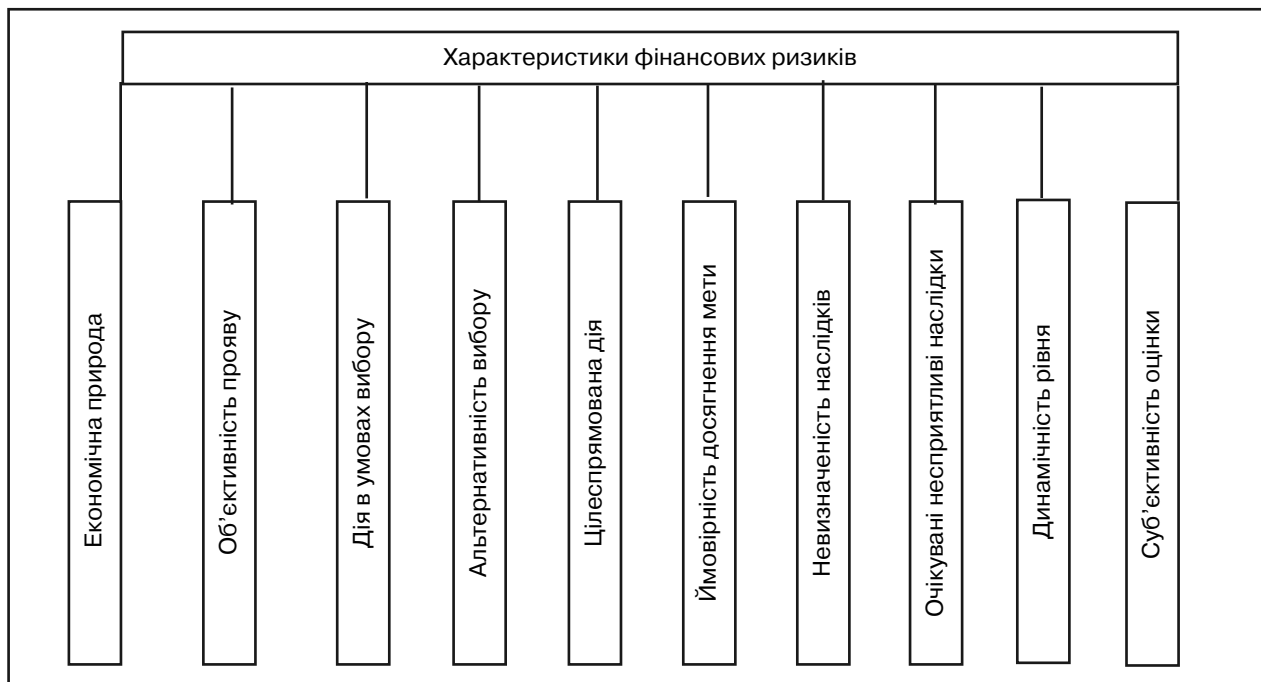 Характеристики фінансових ризиків
Економічна природа
Об’єктивність прояву
Дія в умовах вибору
Альтернативність вибору
Цілеспрямована дія
Ймовірність досягнення мети
Невизначеність наслідків
Очікувані несприятливі наслідки
Динамічність рівня
Суб’єктивність оцінки